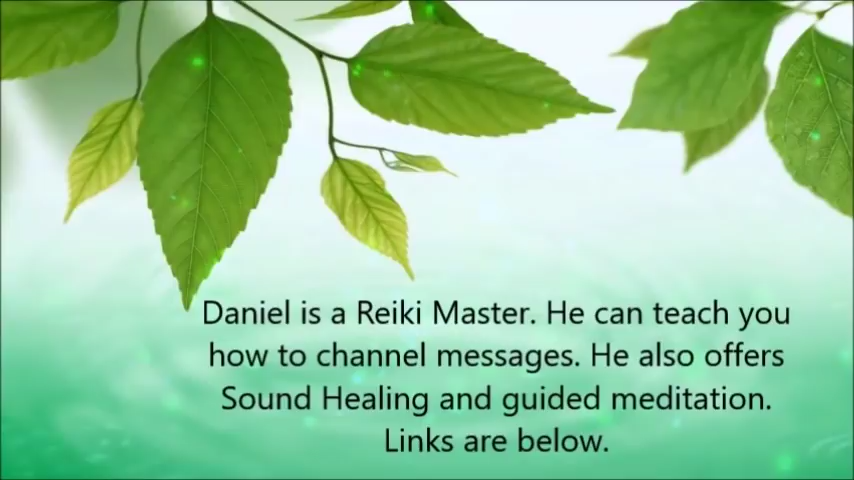 Daniel is a Reiki Master. He can teach you
how to channel messages. He also offers
Sound Healing and guided meditation.
Links are below.